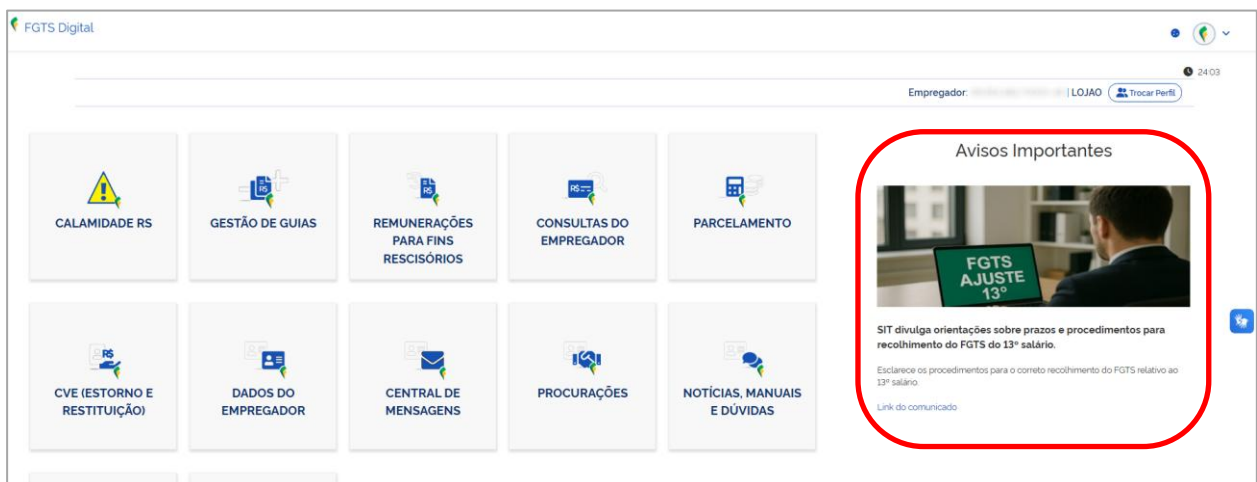 FGTS Digital
24:03
Empregador: | LOJAO Trocar Perfil
CALAMIDADE RS
R$
GESTÃO DE GUIAS
R$
REMUNERAÇÕES
PARA FINS
RESCISÓRIOS
R$
CONSULTAS DO
EMPREGADOR
PARCELAMENTO
R$
CVE (ESTORNO E
RESTITUIÇÃO)
DADOS DO
EMPREGADOR
CENTRAL DE
MENSAGENS
PROCURAÇÕES
NOTÍCIAS, MANUAIS
E DÚVIDAS
Avisos Importantes
FGTS
AJUSTE
13º
SIT divulga orientações sobre prazos e procedimentos para
recolhimento do FGTS do 13º salário.
Esclarece os procedimentos para o correto recolhimento do FGTS relativo ao
13º salário.
Link do comunicado